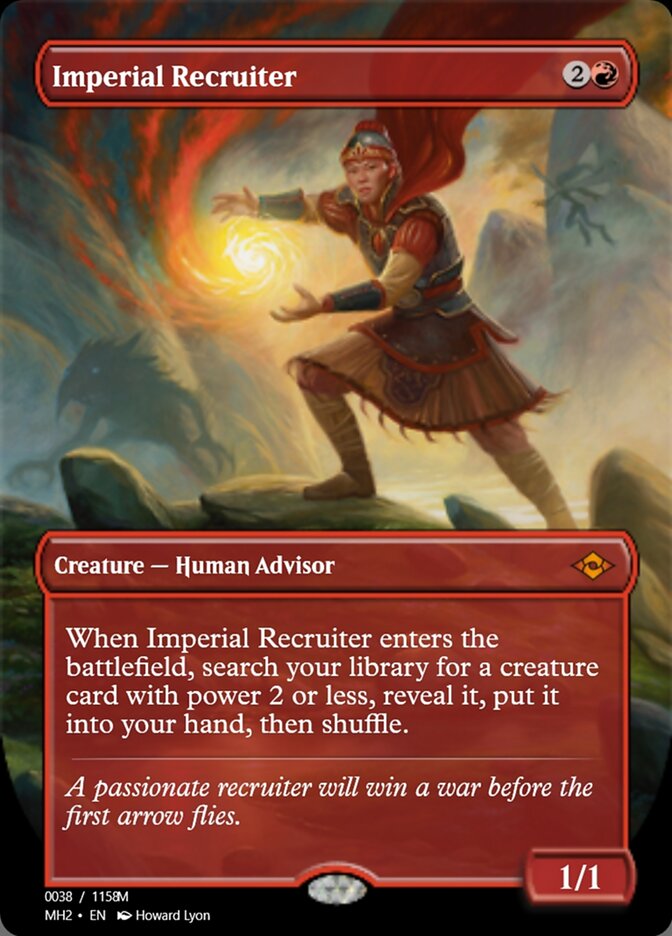 Imperial Recruiter
2
Creature — Human Advisor
When Imperial Recruiter enters the
battlefield, search your library for a creature
card with power 2 or less, reveal it, put it
into your hand, then shuffle.
A passionate recruiter will win a war before the
first arrow flies.
1/1
0038 / 1158M
MH2 • EN Howard Lyon